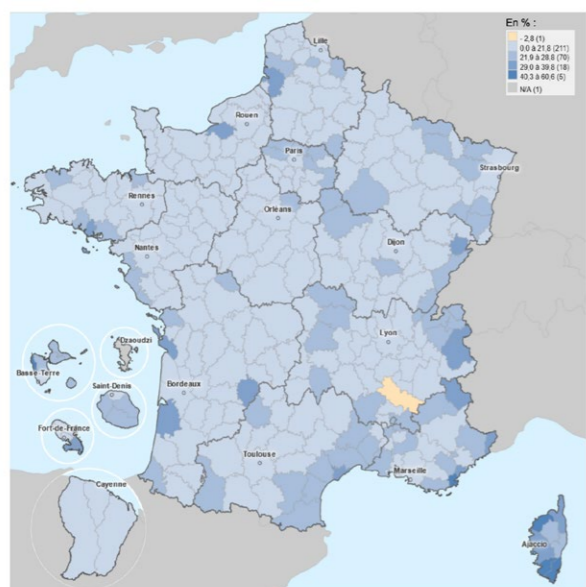 En % :
- 2,8 (1)
0,0 à 21,8 (211)
21,9 à 28,8 (70)
29,0 à 39,8 (18)
40,3 à 60,6 (5)
N/A (1)
Lille
Rouen
Paris
Strasbourg
Rennes
Orléans
Nantes
Dijon
Lyon
Dzaoudzi
Basse-Terre
Saint-Denis
Bordeaux
Fort-de-France
Toulouse
Marseille
Cayenne
Ajaccio